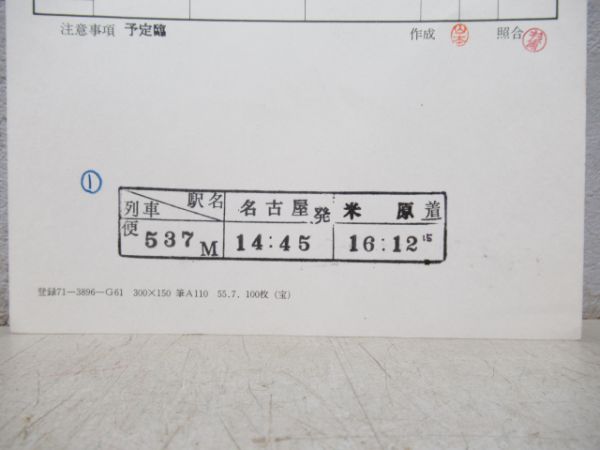 注意事項 予定臨 作成 照合
①
列車 駅名 名古屋発 米原着
便 537M 14:45 16:12 15
登録71—3896—G61 300×150 筆A110 55.7. 100枚 (宝)